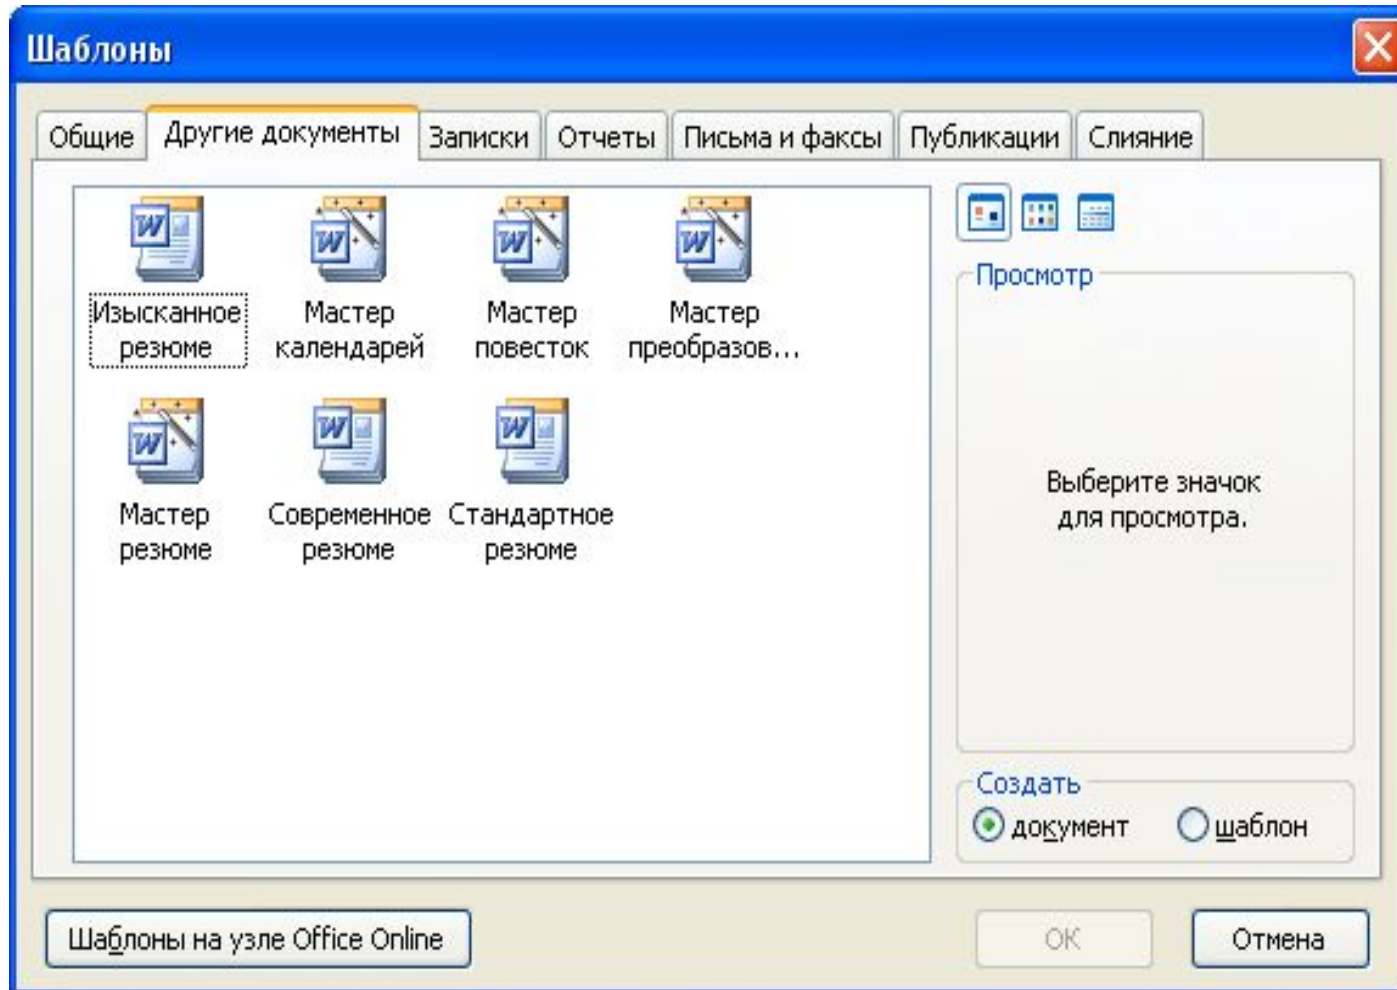 Шаблоны
Общие Другие документы Записки Отчеты Письма и факсы Публикации Слияние
Изысканное резюме
Мастер календарей
Мастер повесток
Мастер преобразов...
Мастер резюме
Современное резюме
Стандартное резюме
Просмотр
Выберите значок
для просмотра.
Создать
документ шаблон
Шаблоны на узле Office Online
ОК Отмена